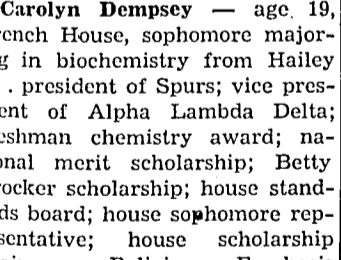 Carolyn Dempsey — age 19,
ench House, sophomore major-
g in biochemistry from Hailey
. president of Spurs; vice pres-
ent of Alpha Lambda Delta;
eshman chemistry award; na-
onal merit scholarship; Betty
ocker scholarship; house stand-
ds board; house sophomore rep-
sentative; house scholarship